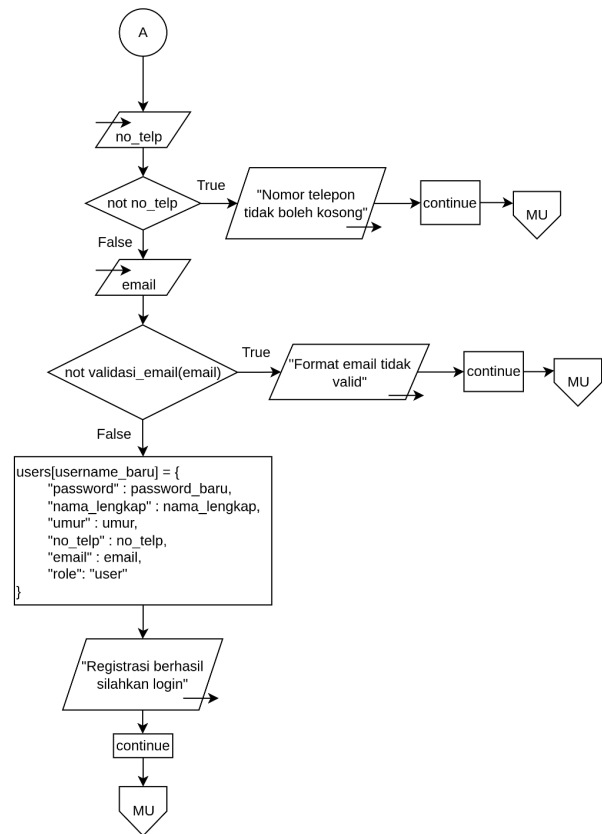 A
no_telp
not no_telp
True
"Nomor telepon
tidak boleh kosong"
continue
MU
False
email
not validasi_email(email)
True
"Format email tidak
valid"
continue
MU
False
users[username_baru] = {
"password" : password_baru,
"nama_lengkap" : nama_lengkap,
"umur" : umur,
"no_telp" : no_telp,
"email" : email,
"role": "user"
}
"Registrasi berhasil
silahkan login"
continue
MU